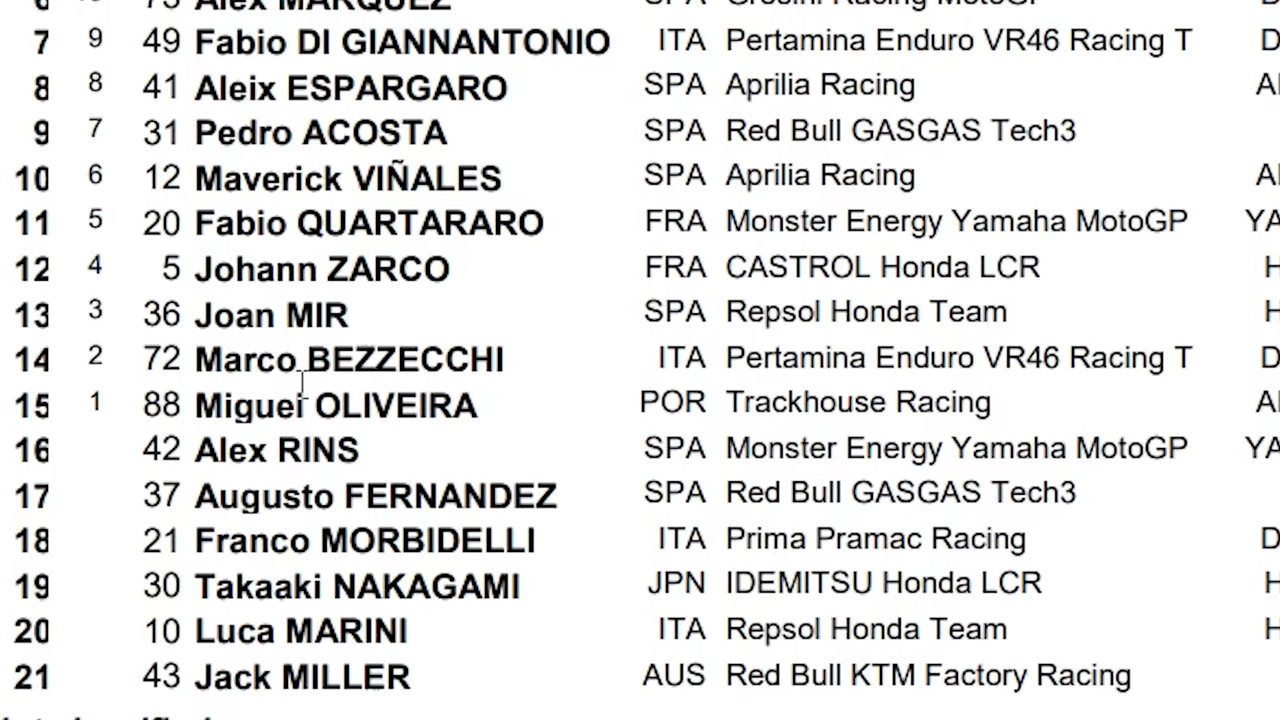 7 9 49 Fabio DI GIANNANTONIO ITA Pertamina Enduro VR46 Racing T
8 8 41 Aleix ESPARGARO SPA Aprilia Racing
9 7 31 Pedro ACOSTA SPA Red Bull GASGAS Tech3
10 6 12 Maverick VIÑALES SPA Aprilia Racing
11 5 20 Fabio QUARTARARO FRA Monster Energy Yamaha MotoGP YA
12 4 5 Johann ZARCO FRA CASTROL Honda LCR H
13 3 36 Joan MIR SPA Repsol Honda Team H
14 2 72 Marco BEZZECCHI ITA Pertamina Enduro VR46 Racing T
15 1 88 Miguel OLIVEIRA POR Trackhouse Racing
16 42 Alex RINS SPA Monster Energy Yamaha MotoGP YA
17 37 Augusto FERNANDEZ SPA Red Bull GASGAS Tech3
18 21 Franco MORBIDELLI ITA Prima Pramac Racing
19 30 Takaaki NAKAGAMI JPN IDEMITSU Honda LCR H
20 10 Luca MARINI ITA Repsol Honda Team H
21 43 Jack MILLER AUS Red Bull KTM Factory Racing